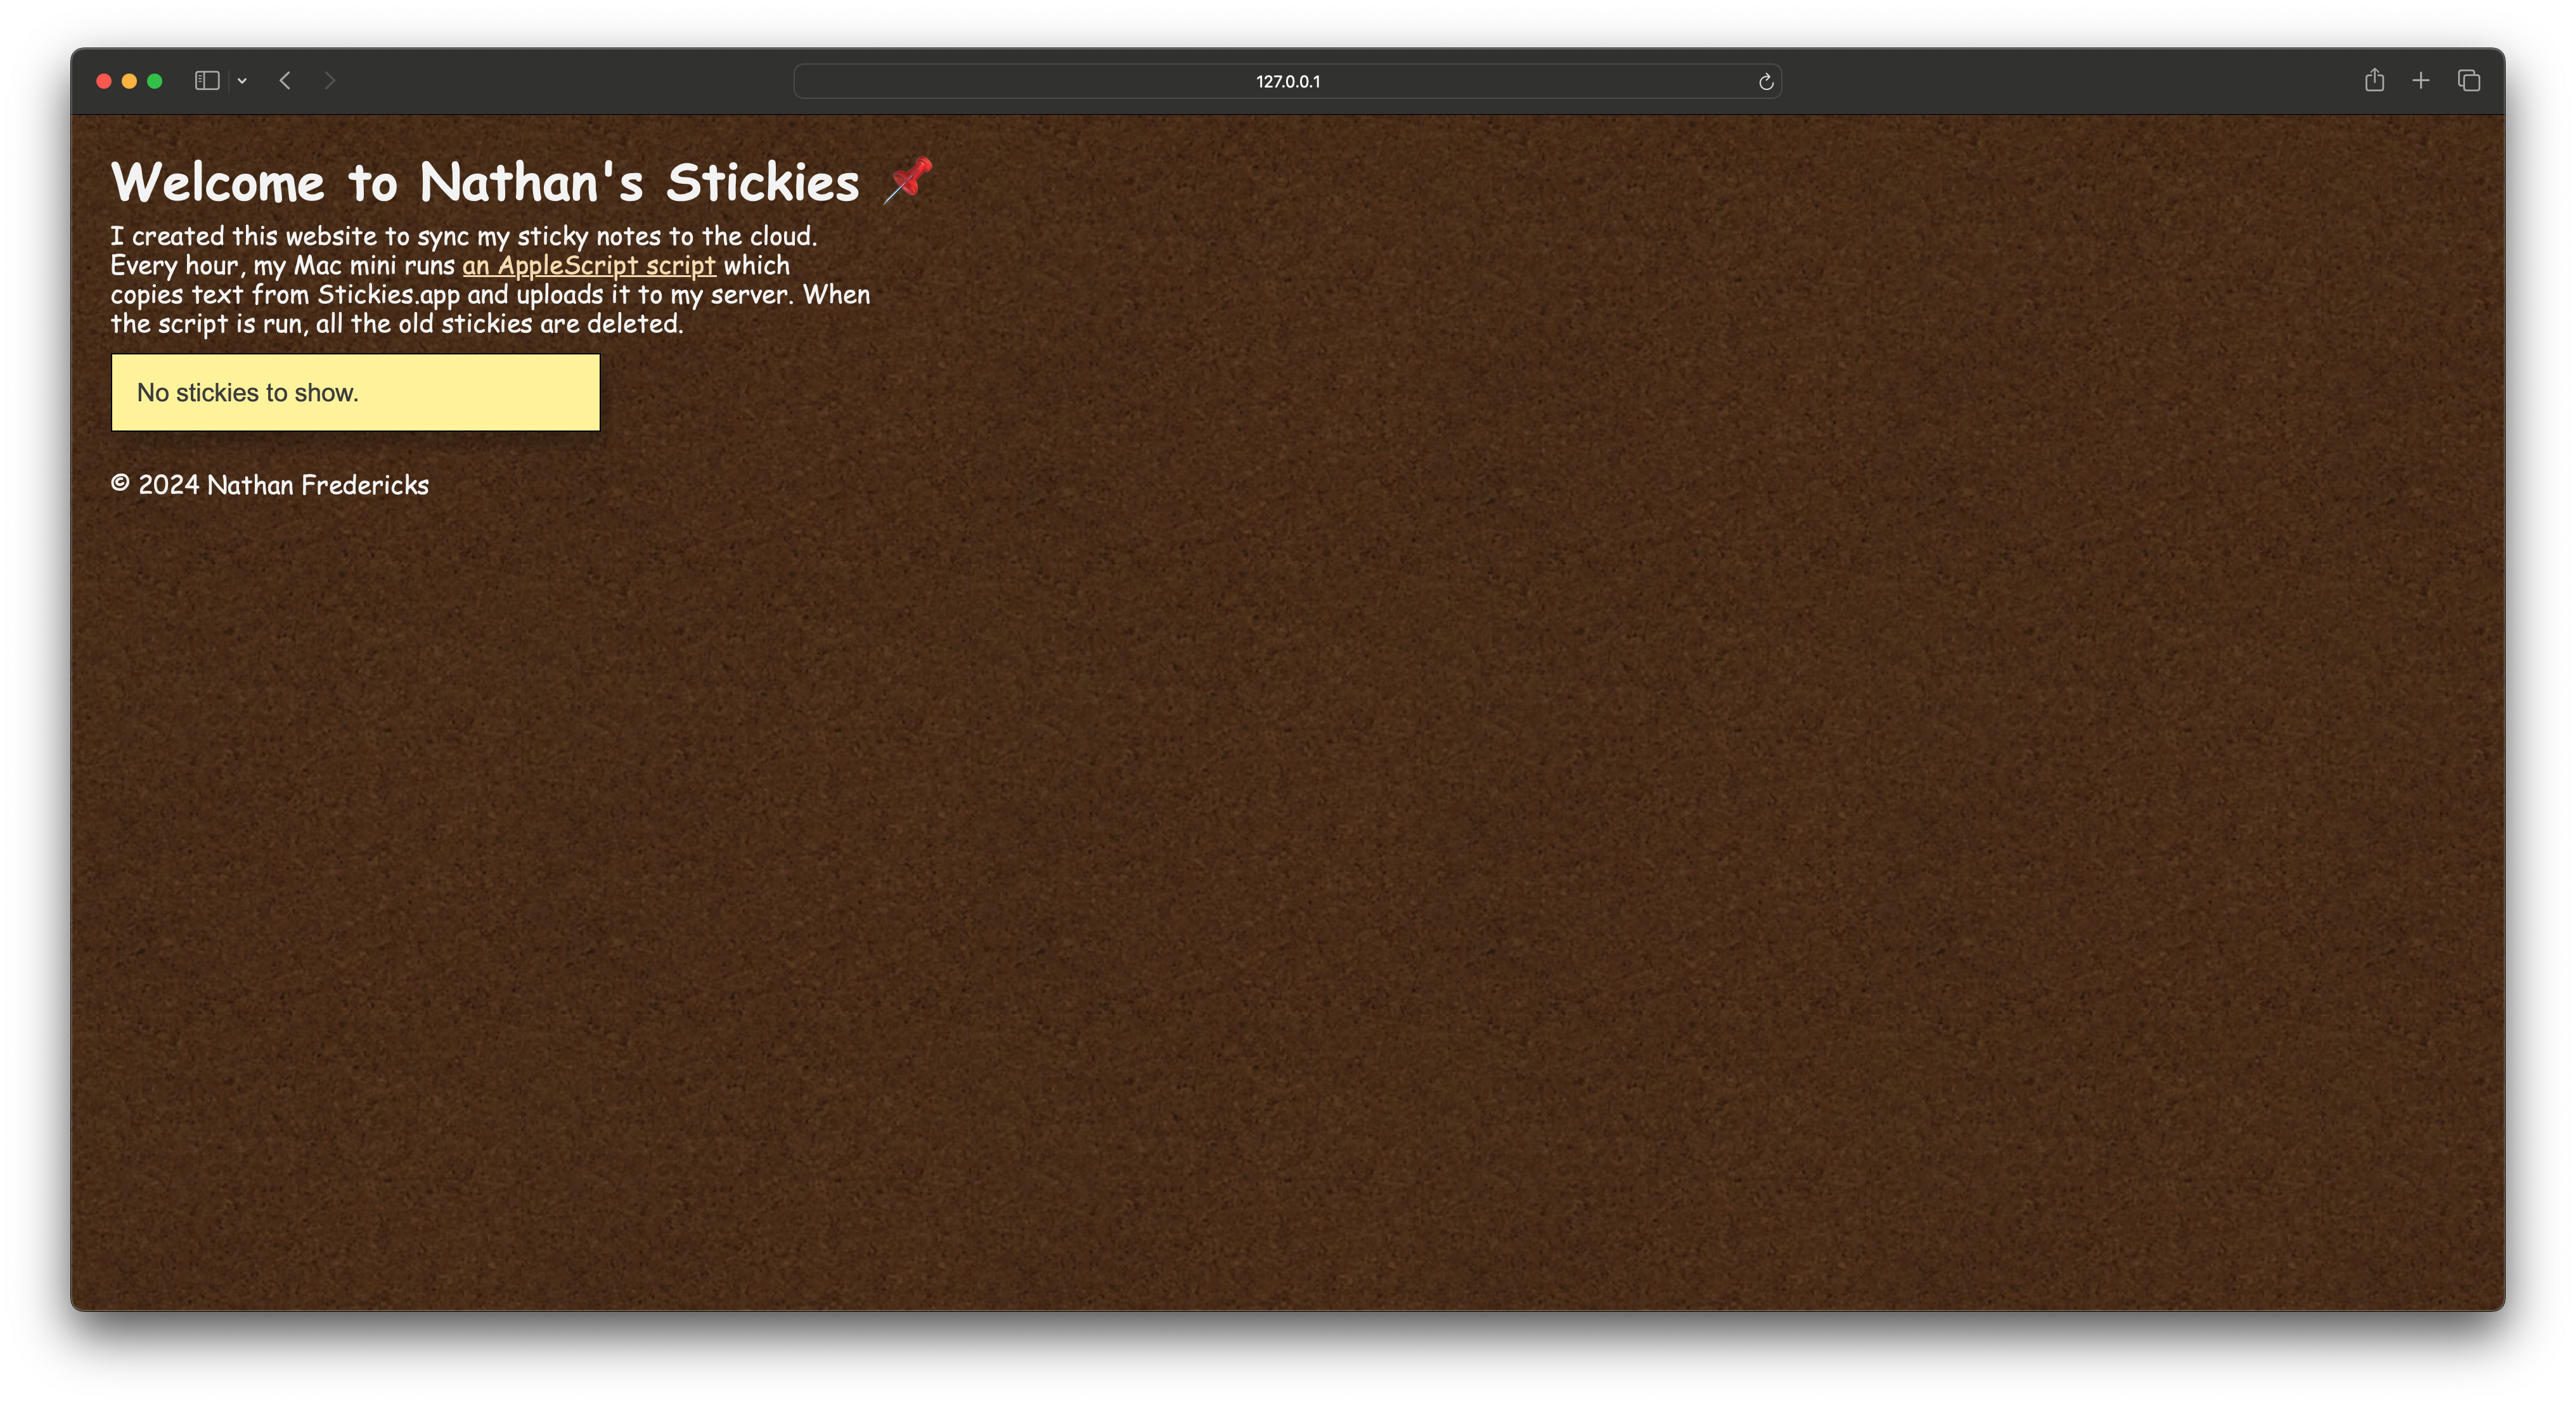 127.0.0.1
Welcome to Nathan's Stickies 📌
I created this website to sync my sticky notes to the cloud.
Every hour, my Mac mini runs an AppleScript script which
copies text from Stickies.app and uploads it to my server. When
the script is run, all the old stickies are deleted.
No stickies to show.
© 2024 Nathan Fredericks